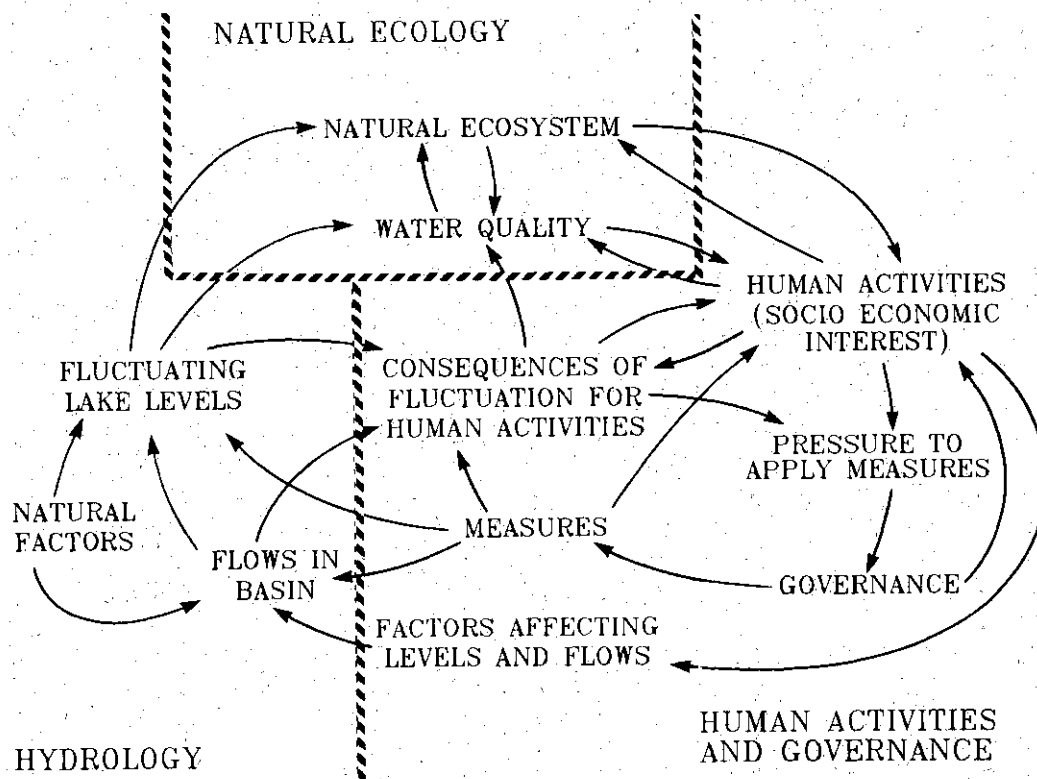 NATURAL ECOLOGY
NATURAL ECOSYSTEM
WATER QUALITY
HUMAN ACTIVITIES
(SOCIO ECONOMIC
INTEREST)
FLUCTUATING
LAKE LEVELS
CONSEQUENCES OF
FLUCTUATION FOR
HUMAN ACTIVITIES
PRESSURE TO
APPLY MEASURES
NATURAL
FACTORS
MEASURES
FLOWS IN
BASIN
GOVERNANCE
FACTORS AFFECTING
LEVELS AND FLOWS
HYDROLOGY
HUMAN ACTIVITIES
AND GOVERNANCE